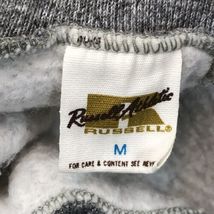 Russell Athletic
RUSSELL
M
FOR CARE & CONTENT SEE REV